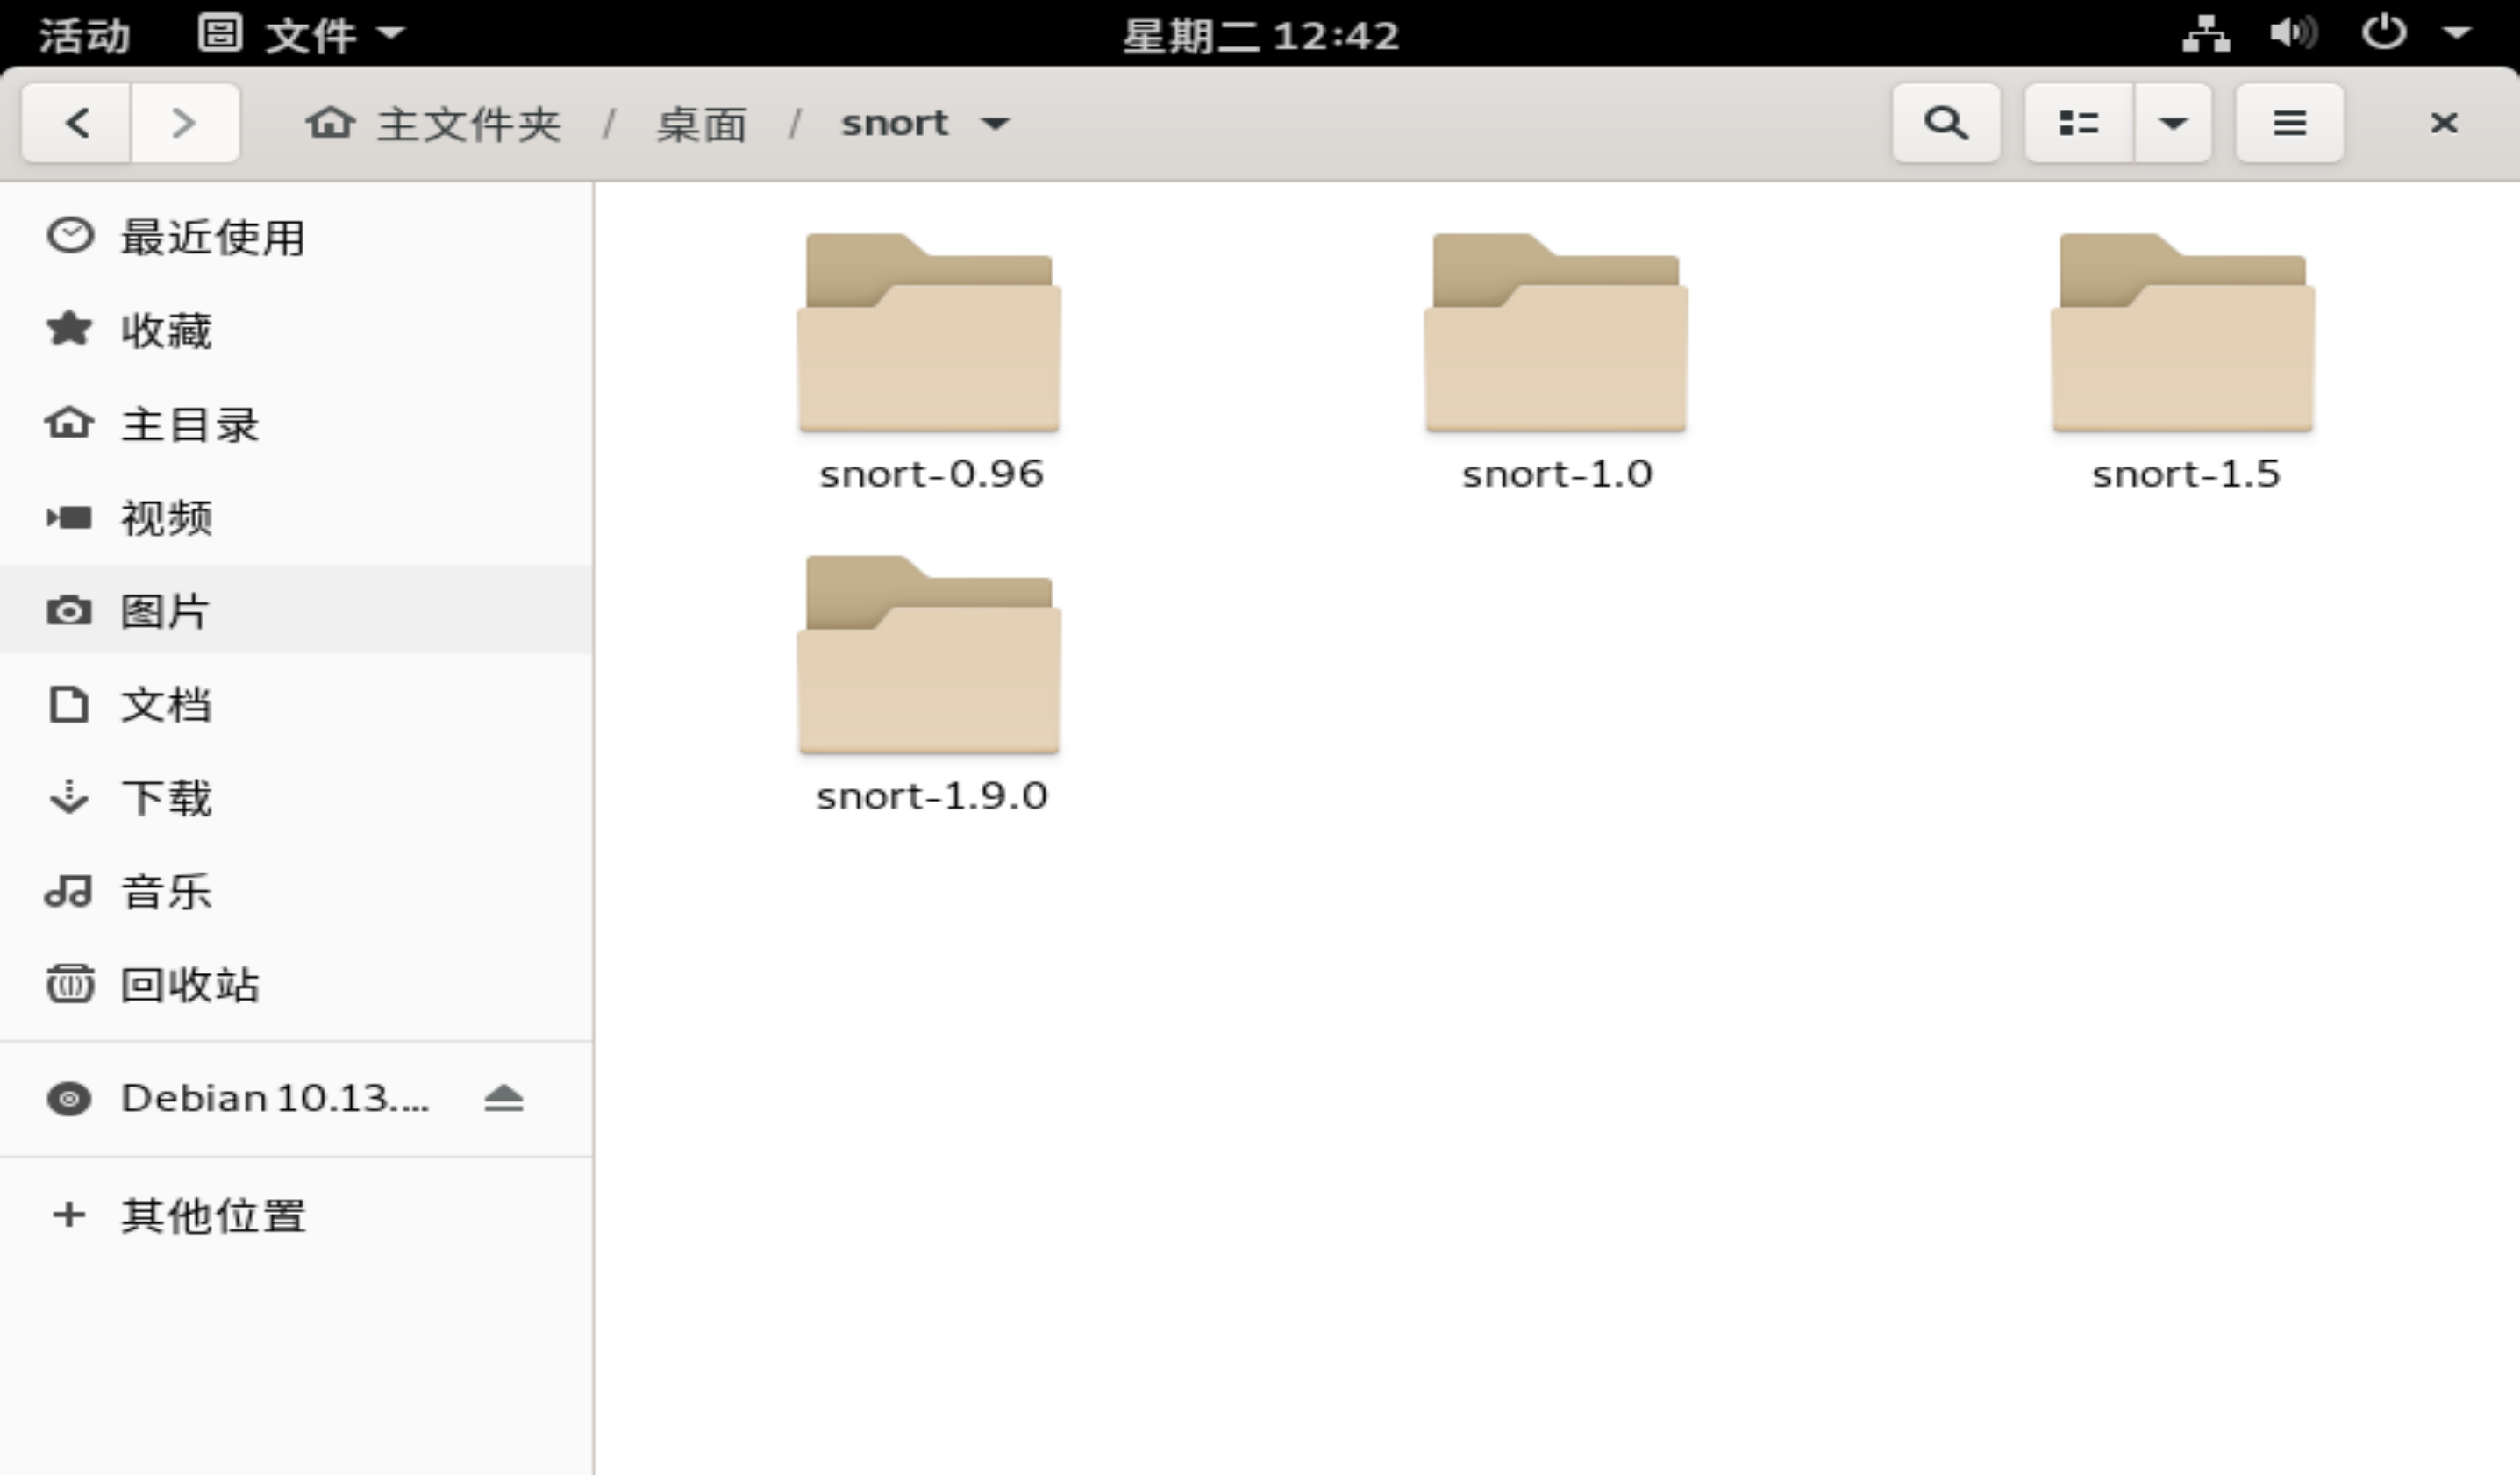 活动 文件 星期二 12:42
主文件夹 / 桌面 / snort
最近使用
收藏
主目录
视频
图片
文档
下载
音乐
回收站
Debian 10.13....
其他位置
snort-0.96
snort-1.0
snort-1.5
snort-1.9.0